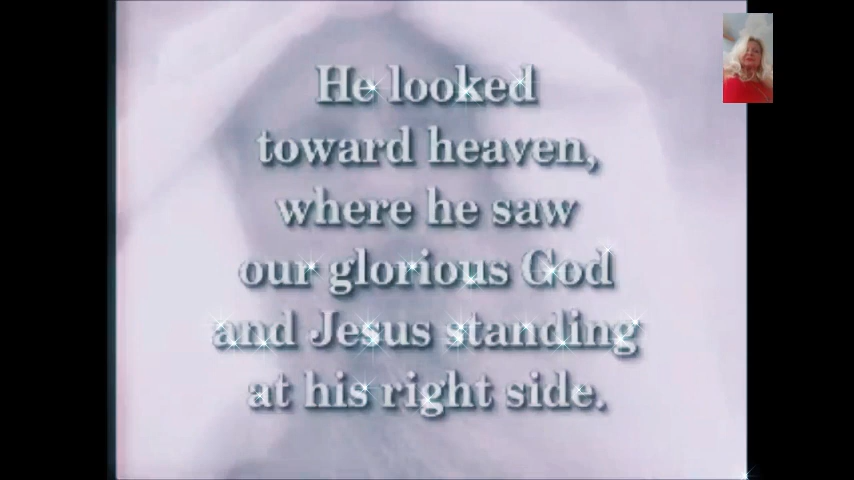 He looked
toward heaven,
where he saw
our glorious God
and Jesus standing
at his right side.